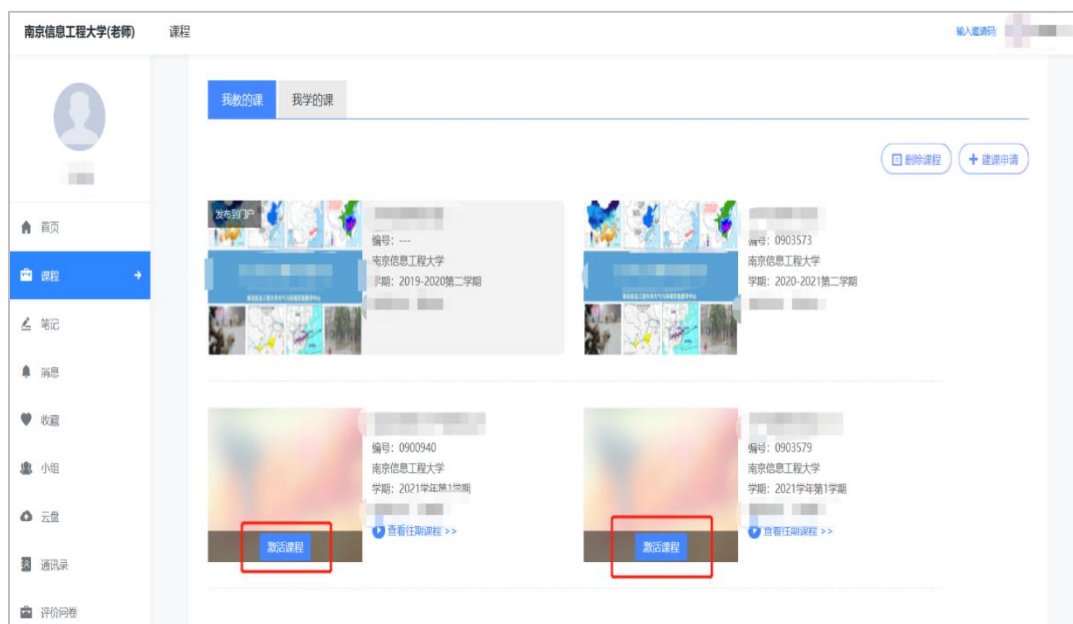 南京信息工程大学(老师)
课程
输入邀请码
我教的课
我学的课
删除课程
+ 建课申请
首页
课程
笔记
消息
收藏
小组
云盘
通讯录
评价问卷
发布到门户
编号: ---
南京信息工程大学
学期: 2019-2020第二学期
编号: 0903573
南京信息工程大学
学期: 2020-2021第二学期
激活课程
编号: 0900940
南京信息工程大学
学期: 2021学年第1学期
查看往期课程 >>
激活课程
编号: 0903579
南京信息工程大学
学期: 2021学年第1学期
查看往期课程 >>